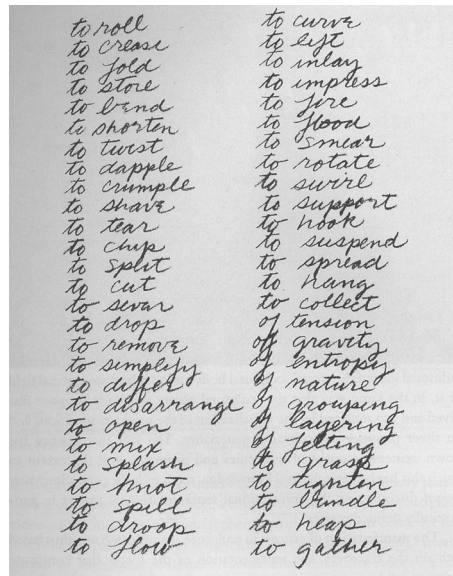 to roll
to crease
to fold
to store
to bend
to shorten
to twist
to dapple
to crumple
to shave
to tear
to chip
to split
to cut
to sever
to drop
to remove
to simplify
to differ
to disarrange
to open
to mix
to splash
to knot
to spill
to droop
to flow
to curve
to lift
to inlay
to impress
to fire
to flood
to smear
to rotate
to swirl
to support
to hook
to suspend
to spread
to hang
to collect
of tension
of gravity
of entropy
of nature
of grouping
of layering
of felting
to grasp
to tighten
to bundle
to heap
to gather